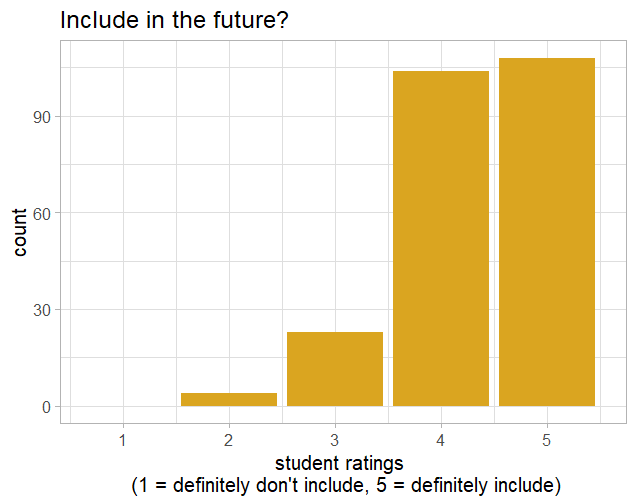 Include in the future?
90
60
30
0
count
1 2 3 4 5
student ratings
(1 = definitely don't include, 5 = definitely include)